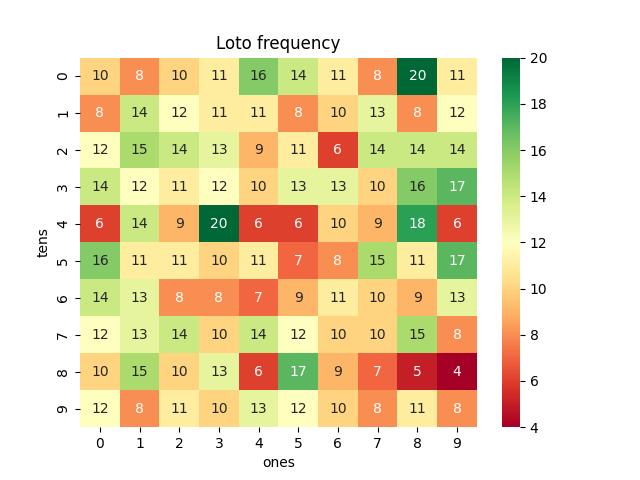 Loto frequency
tens
0 10 8 10 11 16 14 11 8 20 11
1 8 14 12 11 11 8 10 13 8 12
2 12 15 14 13 9 11 6 14 14 14
3 14 12 11 12 10 13 13 10 16 17
4 6 14 9 20 6 6 10 9 18 6
5 16 11 11 10 11 7 8 15 11 17
6 14 13 8 8 7 9 11 10 9 13
7 12 13 14 10 14 12 10 10 15 8
8 10 15 10 13 6 17 9 7 5 4
9 12 8 11 10 13 12 10 8 11 8
0 1 2 3 4 5 6 7 8 9
ones
20
18
16
14
12
10
8
6
4